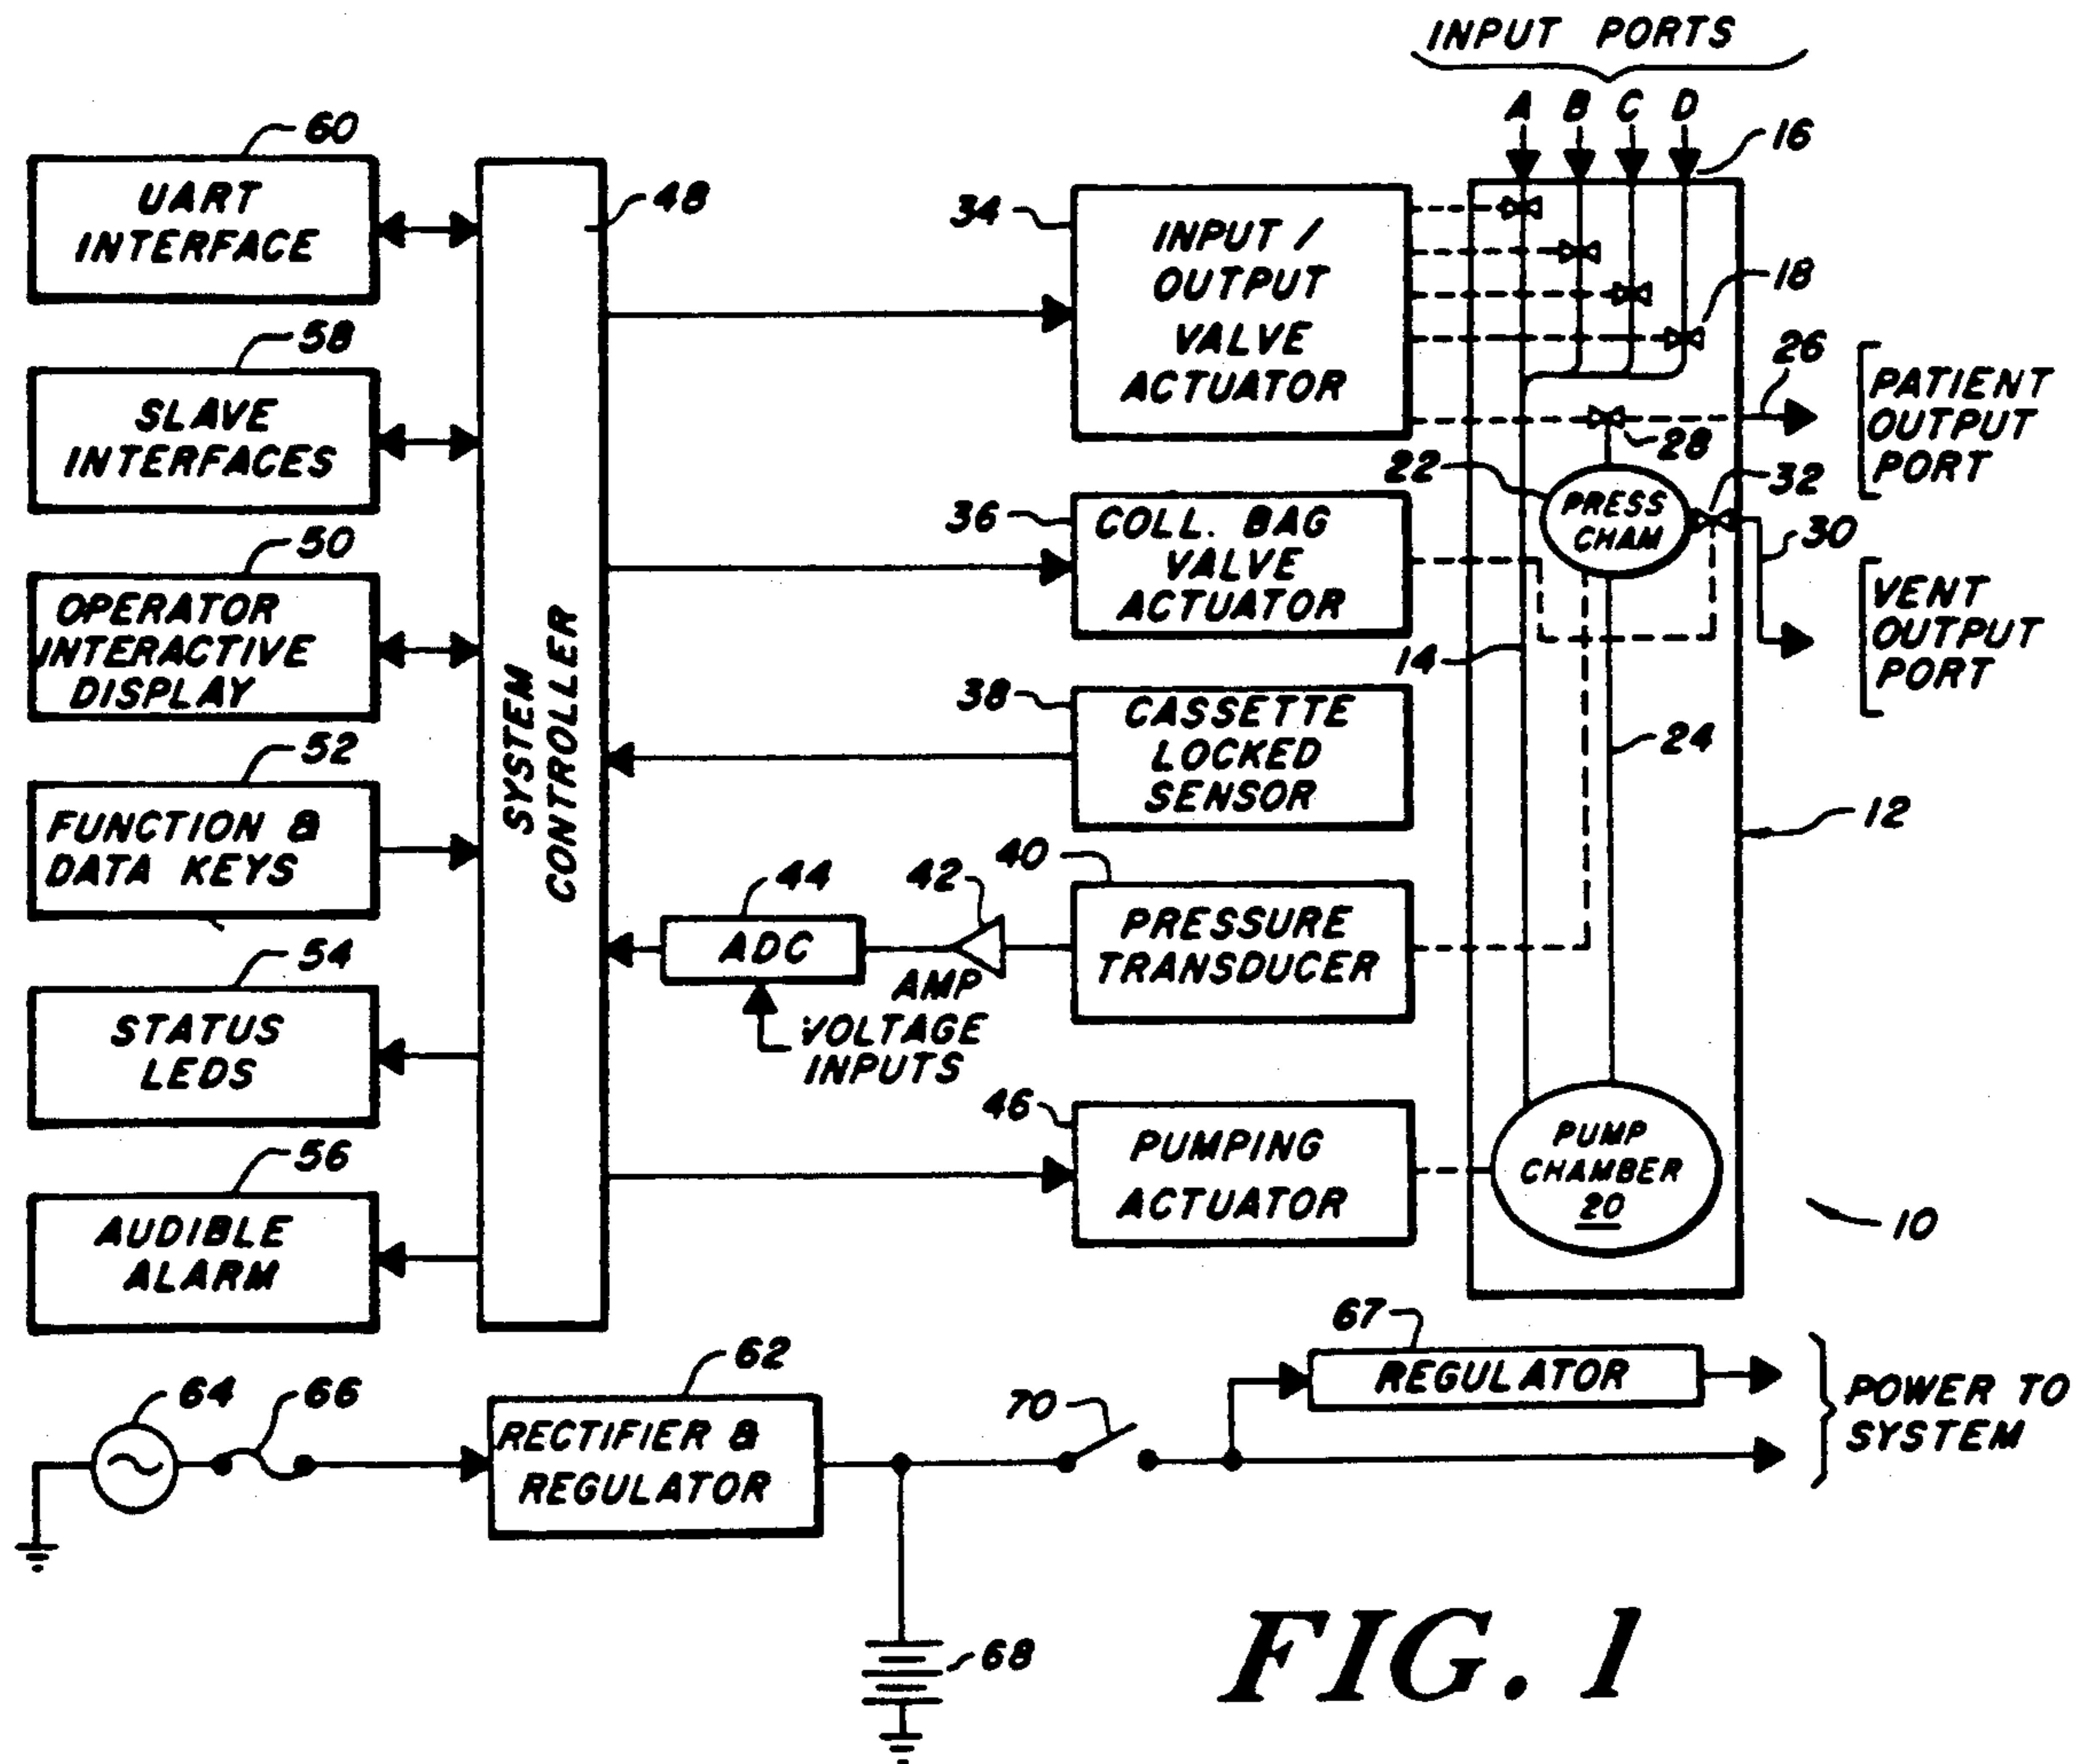 INPUT PORTS
A B C D
16
60
UART
INTERFACE
48
34
INPUT /
OUTPUT
VALVE
ACTUATOR
18
26
PATIENT
OUTPUT
PORT
28
58
SLAVE
INTERFACES
22
PRESS
CHAM
32
30
36
COLL. BAG
VALVE
ACTUATOR
VENT
OUTPUT
PORT
50
OPERATOR
INTERACTIVE
DISPLAY
SYSTEM
CONTROLLER
14
38
CASSETTE
LOCKED
SENSOR
24
12
52
FUNCTION &
DATA KEYS
44
ADC
42
AMP
VOLTAGE
INPUTS
40
PRESSURE
TRANSDUCER
54
STATUS
LEDS
46
PUMPING
ACTUATOR
PUMP
CHAMBER
20
10
56
AUDIBLE
ALARM
67
REGULATOR
64
66
62
RECTIFIER &
REGULATOR
70
POWER TO
SYSTEM
68
FIG. 1